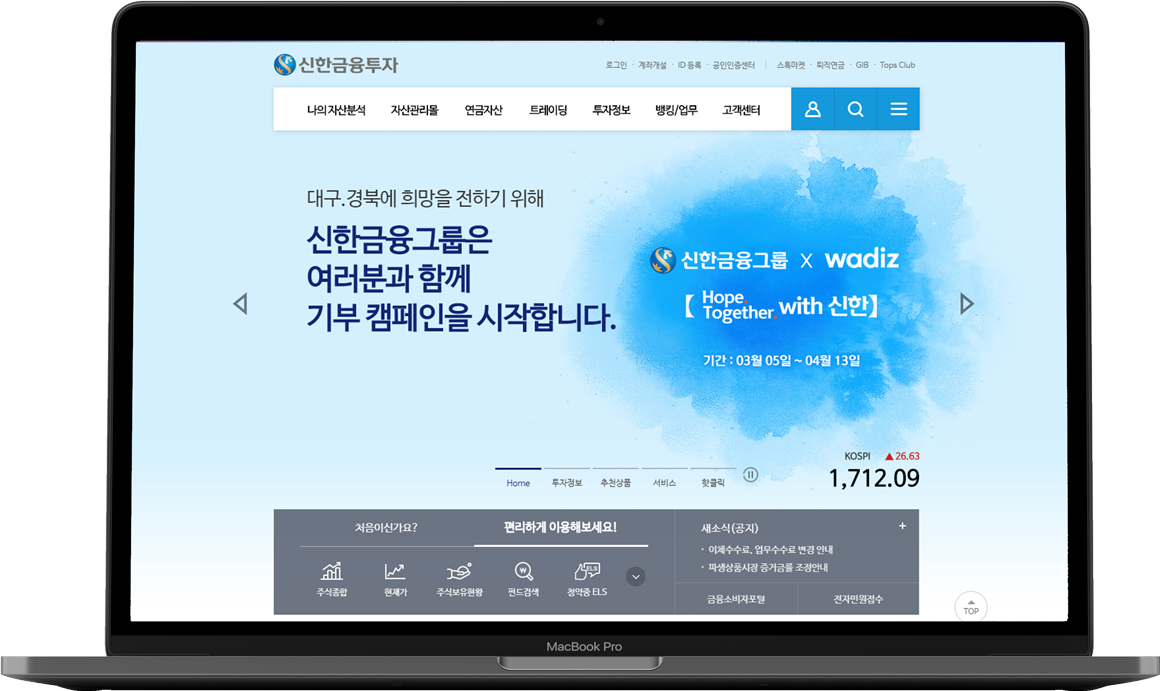 신한금융투자
로그인 · 계좌개설 · ID 등록 · 공인인증센터 | 스톡마켓 · 퇴직연금 · GIB · Tops Club
나의 자산분석 자산관리몰 연금자산 트레이딩 투자정보 뱅킹/업무 고객센터
대구.경북에 희망을 전하기 위해
신한금융그룹은
여러분과 함께
기부 캠페인을 시작합니다.
신한금융그룹 X wadiz
【 Hope.
Together. with 신한】
기간 : 03월 05일 ~ 04월 13일
KOSPI ▲26.63
1,712.09
Home 투자정보 추천상품 서비스 핫클릭
처음이신가요? 편리하게 이용해보세요!
주식종합 현재가 주식보유현황 펀드검색 청약중 ELS
ELS
새소식(공지) +
· 이체수수료, 업무수수료 변경 안내
· 파생상품시장 증거금률 조정안내
금융소비자포털 전자민원접수
TOP
MacBook Pro